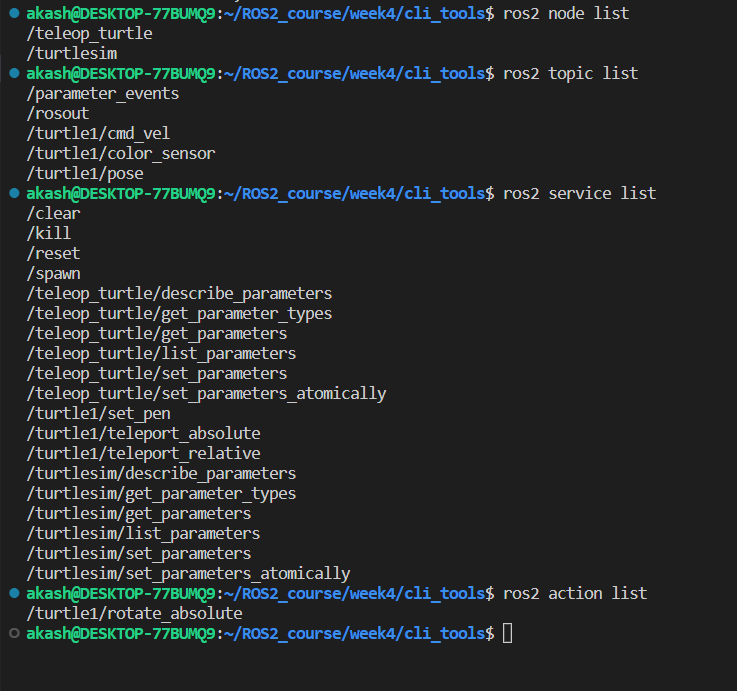 akash@DESKTOP-77BUMQ9:~/ROS2_course/week4/cli_tools$ ros2 node list
/teleop_turtle
/turtlesim
akash@DESKTOP-77BUMQ9:~/ROS2_course/week4/cli_tools$ ros2 topic list
/parameter_events
/rosout
/turtle1/cmd_vel
/turtle1/color_sensor
/turtle1/pose
akash@DESKTOP-77BUMQ9:~/ROS2_course/week4/cli_tools$ ros2 service list
/clear
/kill
/reset
/spawn
/teleop_turtle/describe_parameters
/teleop_turtle/get_parameter_types
/teleop_turtle/get_parameters
/teleop_turtle/list_parameters
/teleop_turtle/set_parameters
/teleop_turtle/set_parameters_atomically
/turtle1/set_pen
/turtle1/teleport_absolute
/turtle1/teleport_relative
/turtlesim/describe_parameters
/turtlesim/get_parameter_types
/turtlesim/get_parameters
/turtlesim/list_parameters
/turtlesim/set_parameters
/turtlesim/set_parameters_atomically
akash@DESKTOP-77BUMQ9:~/ROS2_course/week4/cli_tools$ ros2 action list
/turtle1/rotate_absolute
akash@DESKTOP-77BUMQ9:~/ROS2_course/week4/cli_tools$